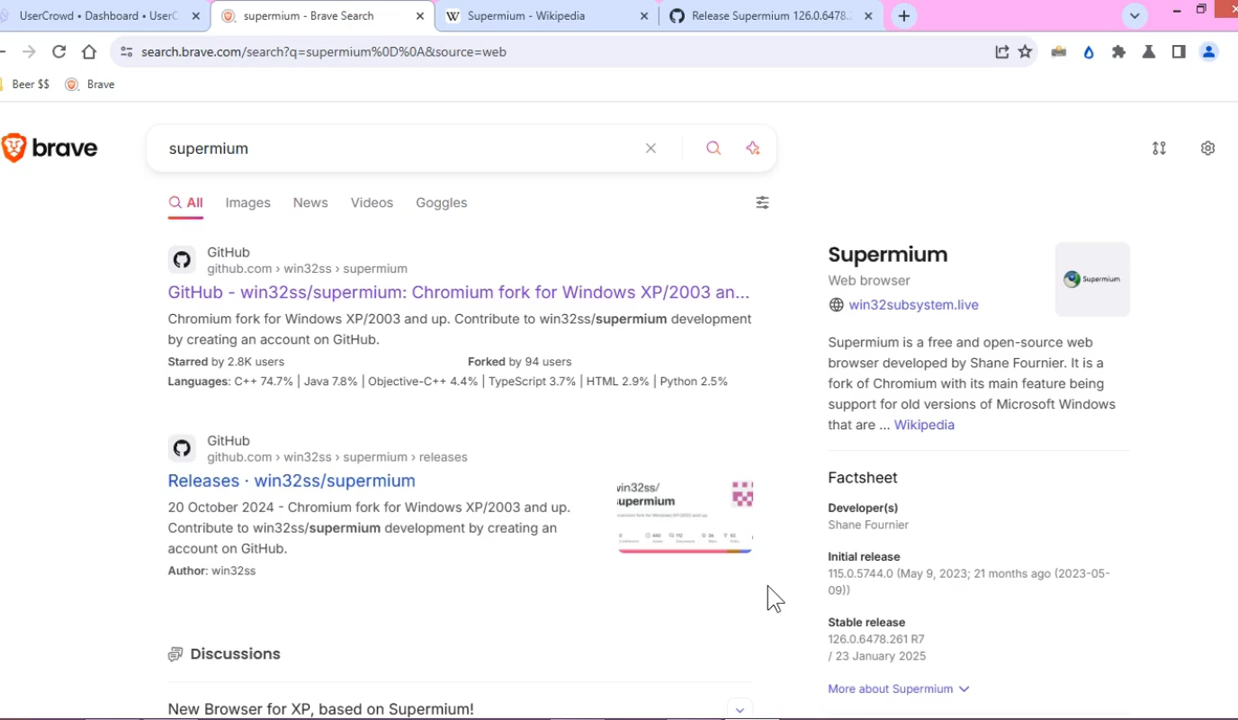 UserCrowd • Dashboard • UserC
supermium - Brave Search
Supermium - Wikipedia
Release Supermium 126.0.6478.
search.brave.com/search?q=supermium%0D%0A&source=web
Beer $$
Brave
brave
supermium
All
Images
News
Videos
Goggles
GitHub
github.com › win32ss › supermium
GitHub - win32ss/supermium: Chromium fork for Windows XP/2003 an...
Chromium fork for Windows XP/2003 and up. Contribute to win32ss/supermium development
by creating an account on GitHub.
Starred by 2.8K users
Forked by 94 users
Languages: C++ 74.7% | Java 7.8% | Objective-C++ 4.4% | TypeScript 3.7% | HTML 2.9% | Python 2.5%
GitHub
github.com › win32ss › supermium › releases
Releases · win32ss/supermium
20 October 2024 - Chromium fork for Windows XP/2003 and up.
Contribute to win32ss/supermium development by creating an
account on GitHub.
Author: win32ss
win32ss/
upermium
Discussions
New Browser for XP, based on Supermium!
Supermium
Web browser
win32subsystem.live
Supermium
Supermium is a free and open-source web
browser developed by Shane Fournier. It is a
fork of Chromium with its main feature being
support for old versions of Microsoft Windows
that are ... Wikipedia
Factsheet
Developer(s)
Shane Fournier
Initial release
115.0.5744.0 (May 9, 2023; 21 months ago (2023-05-
09))
Stable release
126.0.6478.261 R7
/ 23 January 2025
More about Supermium